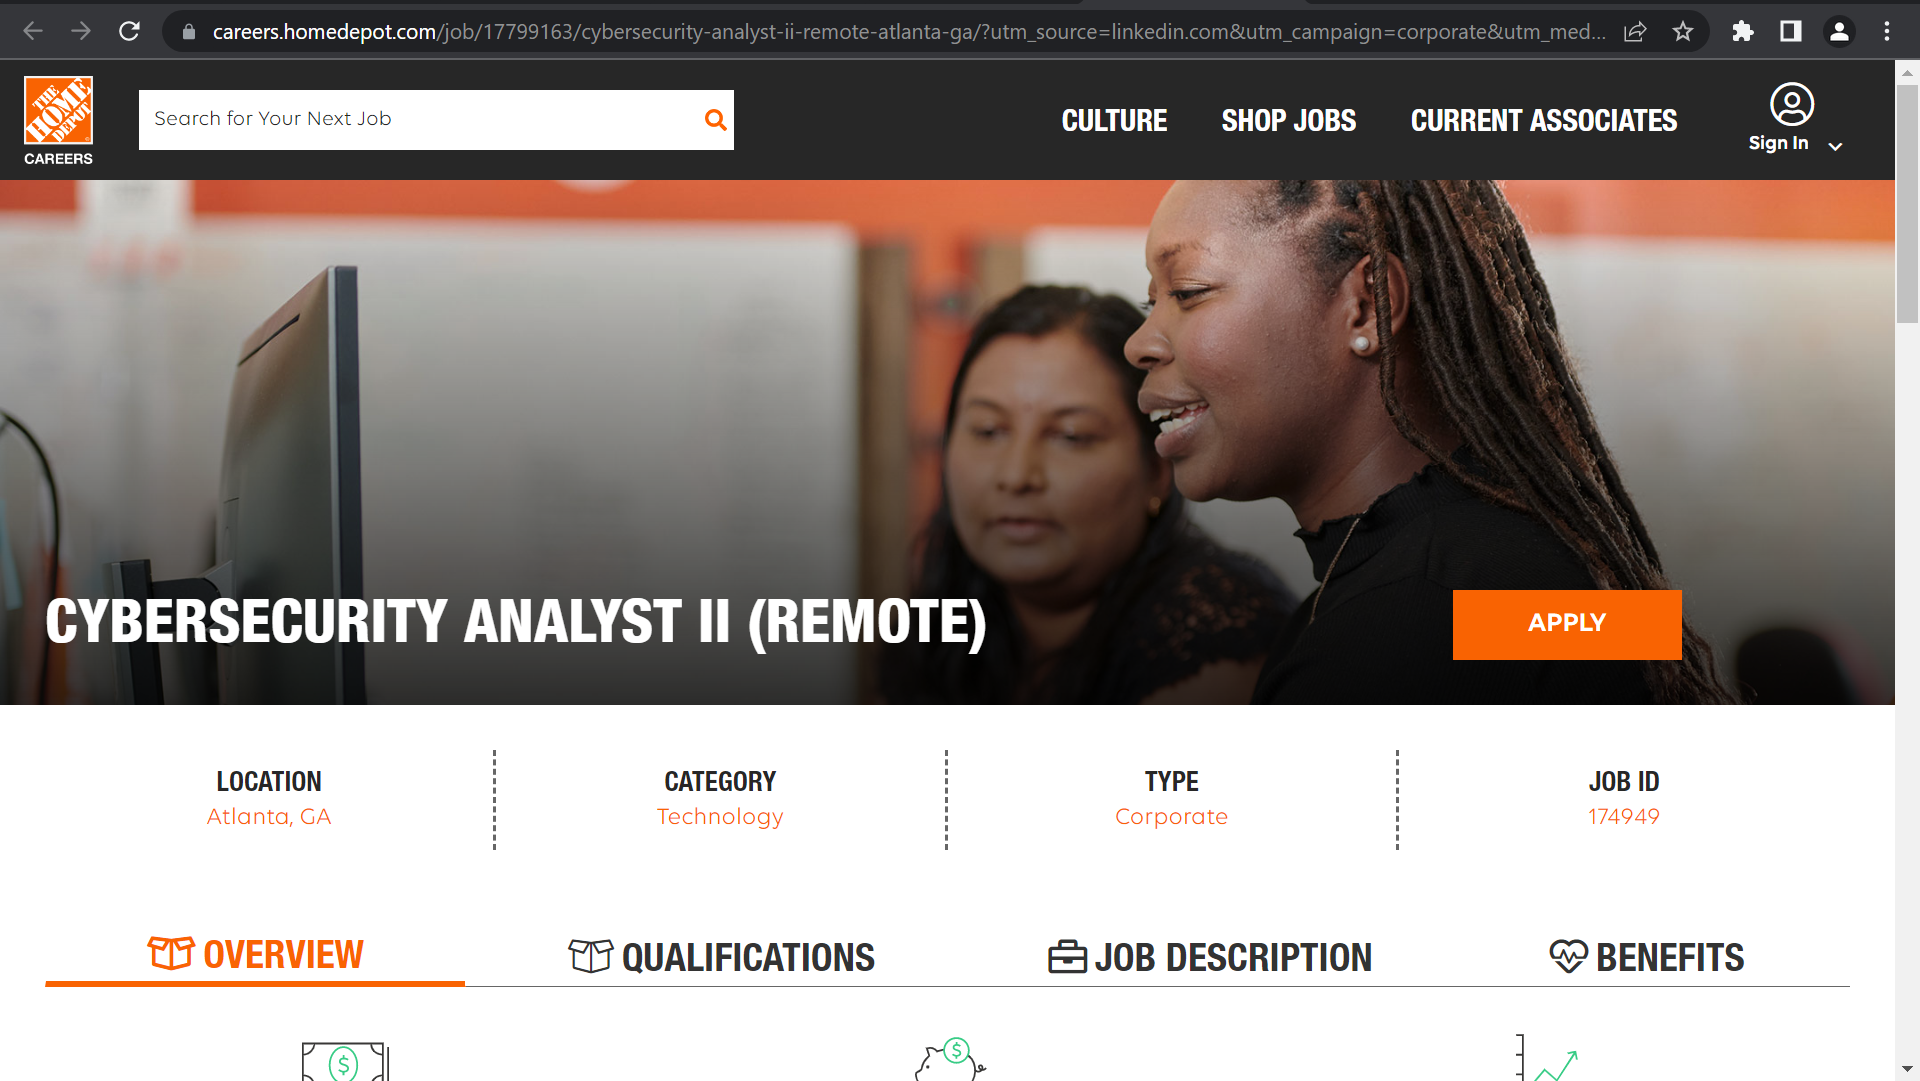 careers.homedepot.com/job/17799163/cybersecurity-analyst-ii-remote-atlanta-ga/?utm_source=linkedin.com&utm_campaign=corporate&utm_med...
THE HOME DEPOT
CAREERS
Search for Your Next Job
CULTURE
SHOP JOBS
CURRENT ASSOCIATES
Sign In
CYBERSECURITY ANALYST II (REMOTE)
APPLY
LOCATION
Atlanta, GA
CATEGORY
Technology
TYPE
Corporate
JOB ID
174949
OVERVIEW
QUALIFICATIONS
JOB DESCRIPTION
BENEFITS
$
$